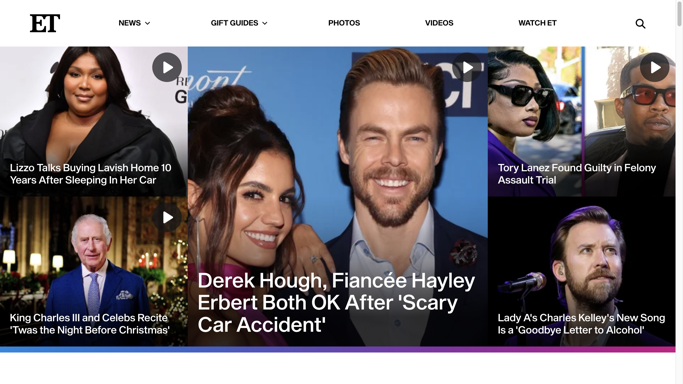 ET
NEWS
GIFT GUIDES
PHOTOS
VIDEOS
WATCH ET
Lizzo Talks Buying Lavish Home 10
Years After Sleeping In Her Car
King Charles III and Celebs Recite
'Twas the Night Before Christmas'
Derek Hough, Fiancée Hayley
Erbert Both OK After 'Scary
Car Accident'
Tory Lanez Found Guilty in Felony
Assault Trial
Lady A's Charles Kelley's New Song
Is a 'Goodbye Letter to Alcohol'